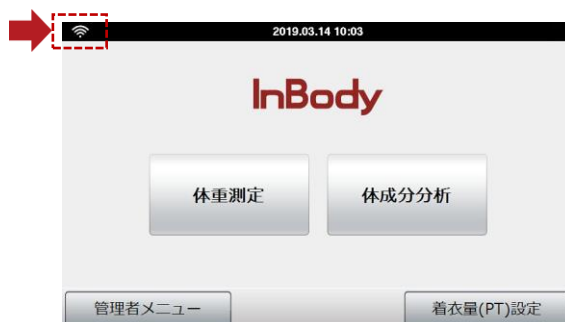 2019.03.14 10:03
InBody
体重測定
体成分分析
管理者メニュー
着衣量(PT)設定